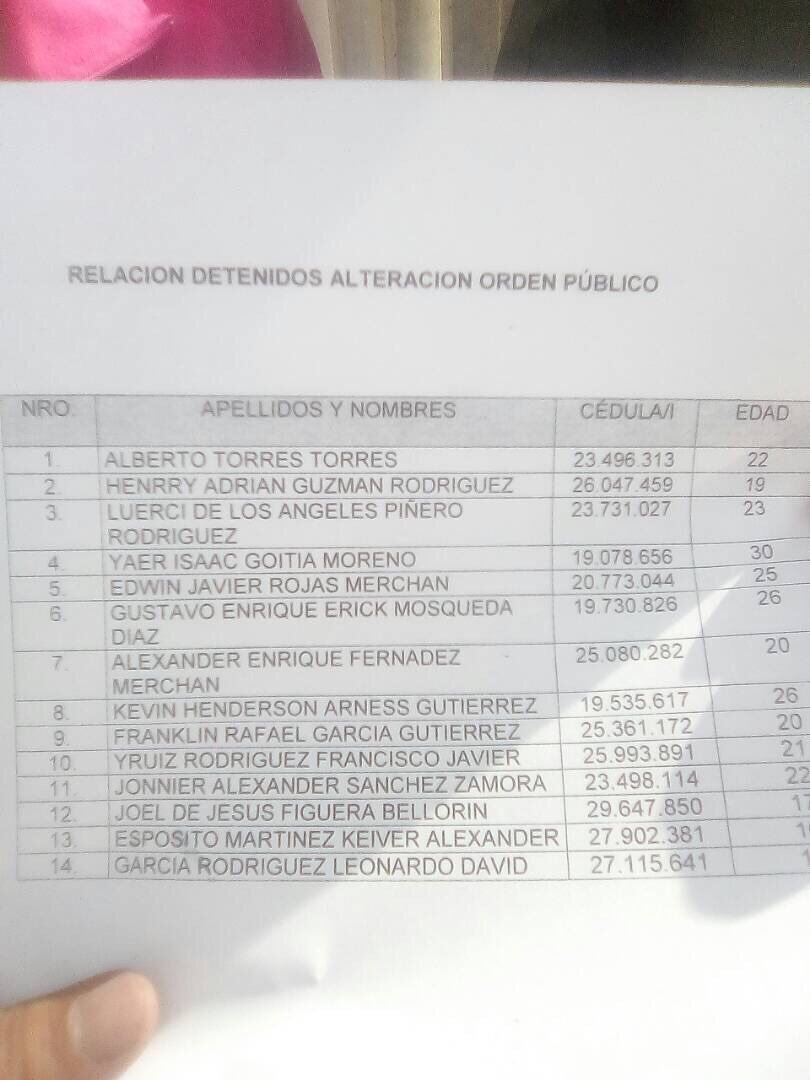 RELACION DETENIDOS ALTERACION ORDEN PÚBLICO
NRO. APELLIDOS Y NOMBRES CÉDULA/I EDAD
1. ALBERTO TORRES TORRES 23.496.313 22
2. HENRRY ADRIAN GUZMAN RODRIGUEZ 26.047.459 19
3. LUERCI DE LOS ANGELES PIÑERO 23.731.027 23
RODRIGUEZ
4. YAER ISAAC GOITIA MORENO 19.078.656 30
5. EDWIN JAVIER ROJAS MERCHAN 20.773.044 25
6. GUSTAVO ENRIQUE ERICK MOSQUEDA 19.730.826 26
DIAZ
7. ALEXANDER ENRIQUE FERNADEZ 25.080.282 20
MERCHAN
8. KEVIN HENDERSON ARNESS GUTIERREZ 19.535.617 26
9. FRANKLIN RAFAEL GARCIA GUTIERREZ 25.361.172 20
10. YRUIZ RODRIGUEZ FRANCISCO JAVIER 25.993.891 21
11. JONNIER ALEXANDER SANCHEZ ZAMORA 23.498.114 22
12. JOEL DE JESUS FIGUERA BELLORIN 29.647.850
13. ESPOSITO MARTINEZ KEIVER ALEXANDER 27.902.381
14. GARCIA RODRIGUEZ LEONARDO DAVID 27.115.641